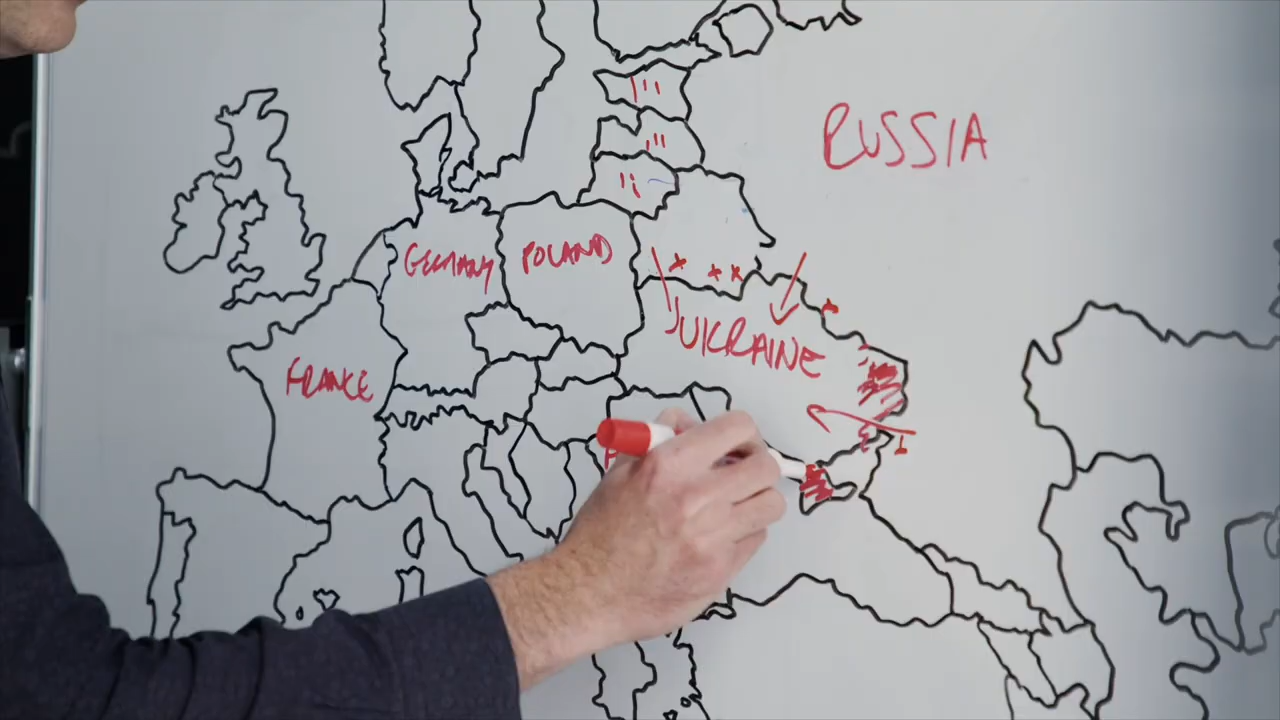 RUSSIA
GERMANY
POLAND
UKRAINE
FRANCE